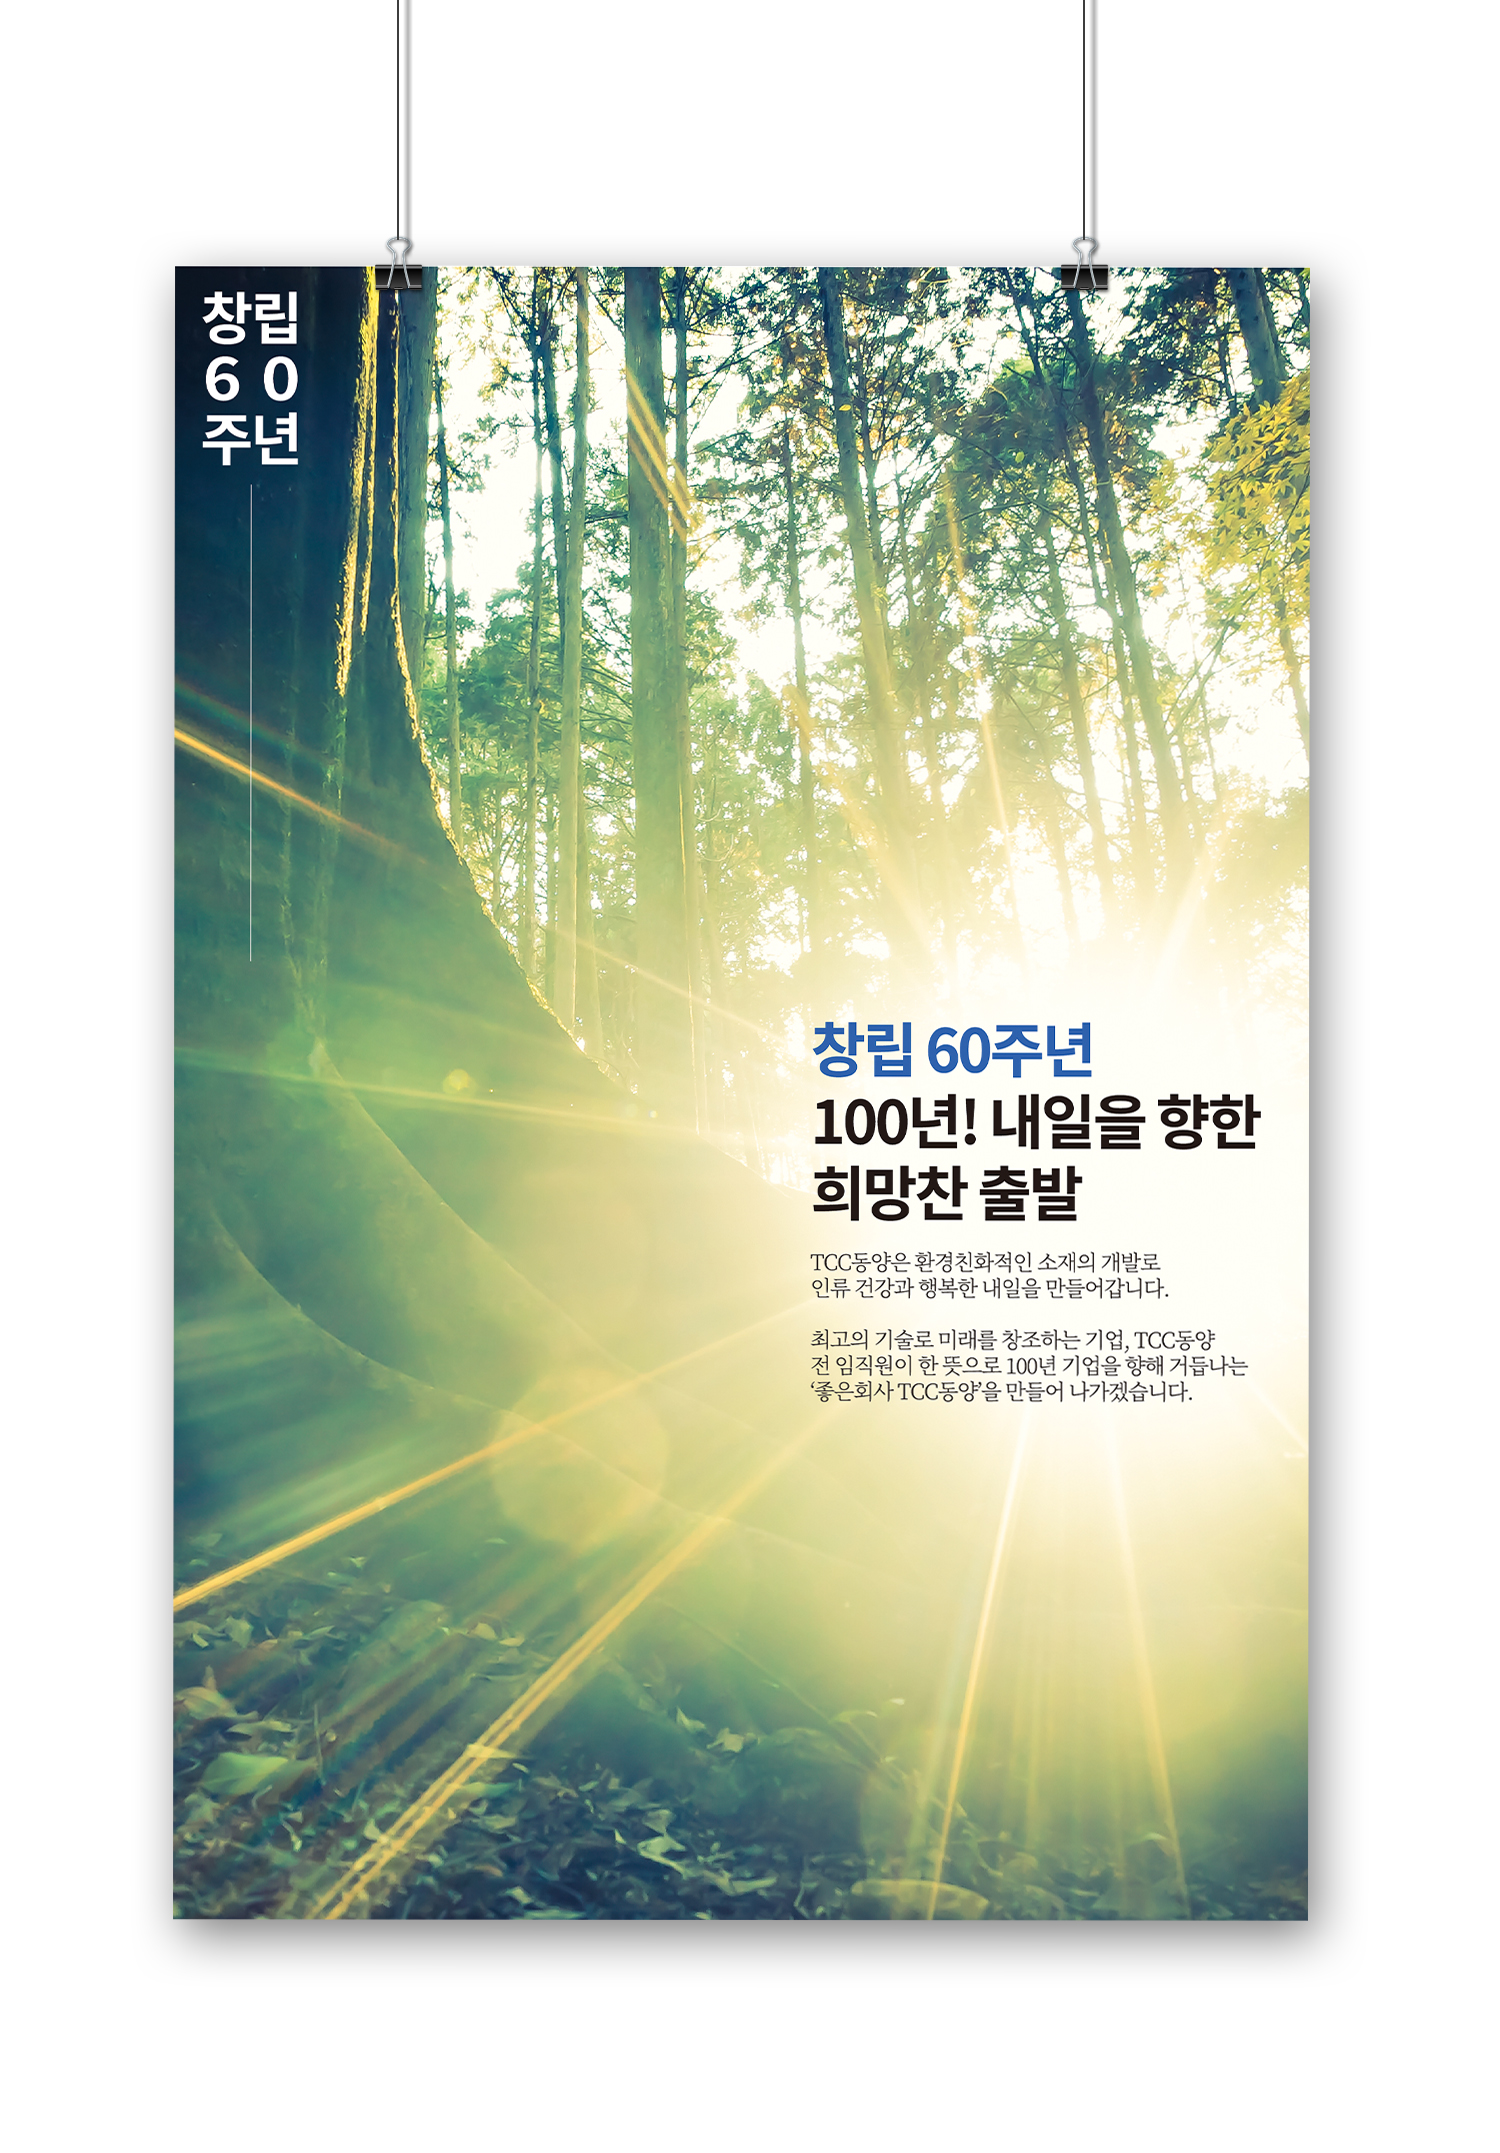 창립
6 0
주년
창립 60주년
100년! 내일을 향한
희망찬 출발
TCC동양은 환경친화적인 소재의 개발로
인류 건강과 행복한 내일을 만들어갑니다.
최고의 기술로 미래를 창조하는 기업, TCC동양
전 임직원이 한 뜻으로 100년 기업을 향해 거듭나는
‘좋은회사 TCC동양’을 만들어 나가겠습니다.